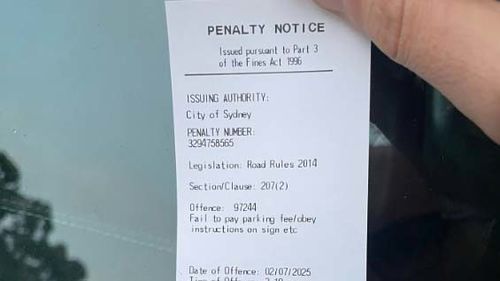 PENALTY NOTICE
Issued pursuant to Part 3
of the Fines Act 1996
ISSUING AUTHORITY:
City of Sydney
PENALTY NUMBER:
3294758565
Legislation: Road Rules 2014
Section/Clause: 207(2)
Offence: 97244
Fail to pay parking fee/obey
instructions on sign etc
Date of Offence: 02/07/2025